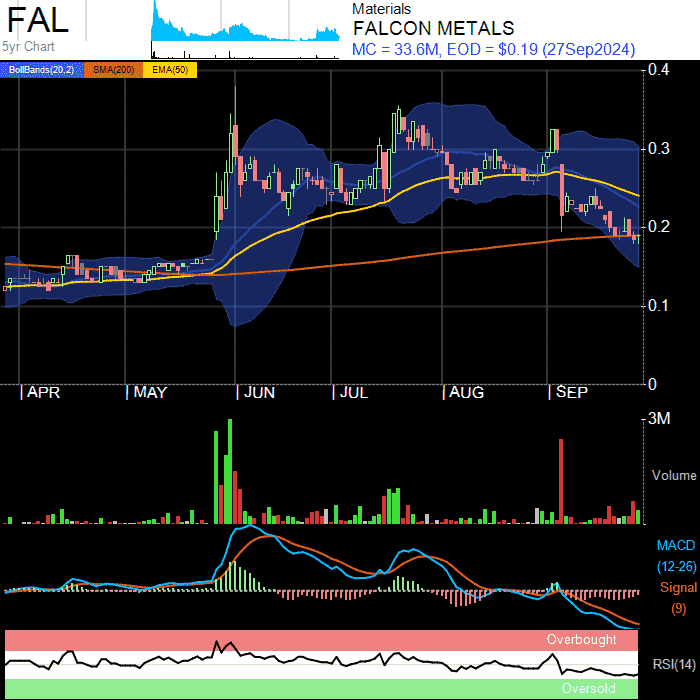 FAL
5yr Chart
Materials
FALCON METALS
MC = 33.6M, EOD = $0.19 (27Sep2024)
BollBands(20,2) SMA(200) EMA(50)
0.4
0.3
0.2
0.1
0
APR MAY JUN JUL AUG SEP
3M
Volume
MACD
(12-26)
Signal
(9)
Overbought
RSI(14)
Oversold